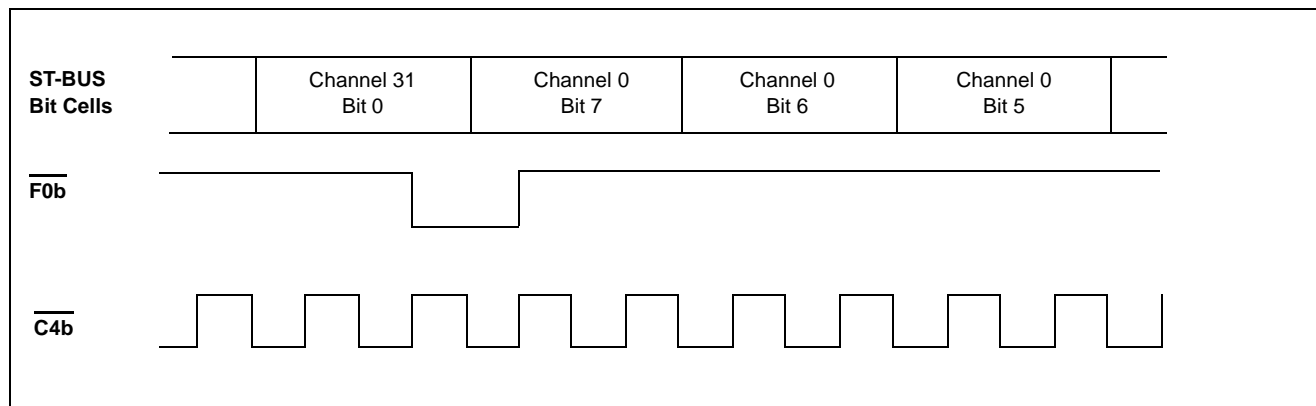 ST-BUS
Bit Cells
Channel 31
Bit 0
Channel 0
Bit 7
Channel 0
Bit 6
Channel 0
Bit 5
F0b
C4b